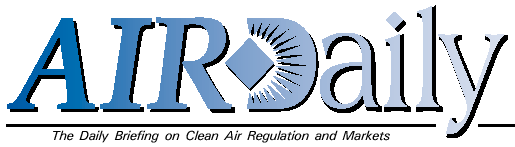 AIR Daily
The Daily Briefing on Clean Air Regulation and Markets